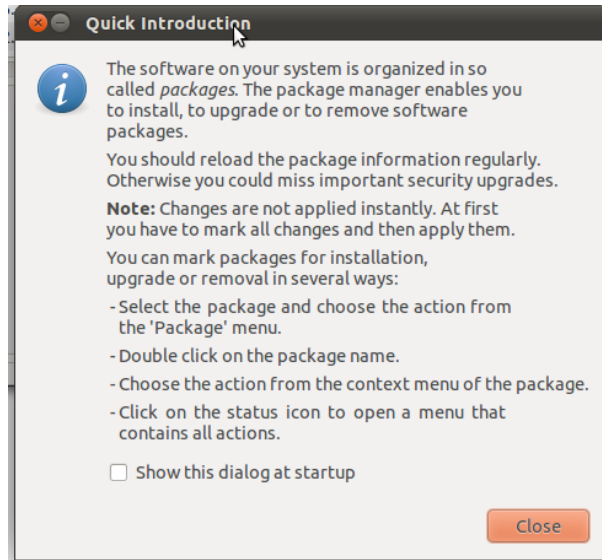 Quick Introduction
The software on your system is organized in so
called packages. The package manager enables you
to install, to upgrade or to remove software
packages.
You should reload the package information regularly.
Otherwise you could miss important security upgrades.
Note: Changes are not applied instantly. At first
you have to mark all changes and then apply them.
You can mark packages for installation,
upgrade or removal in several ways:
- Select the package and choose the action from
the 'Package' menu.
- Double click on the package name.
- Choose the action from the context menu of the package.
- Click on the status icon to open a menu that
contains all actions.
Show this dialog at startup
Close